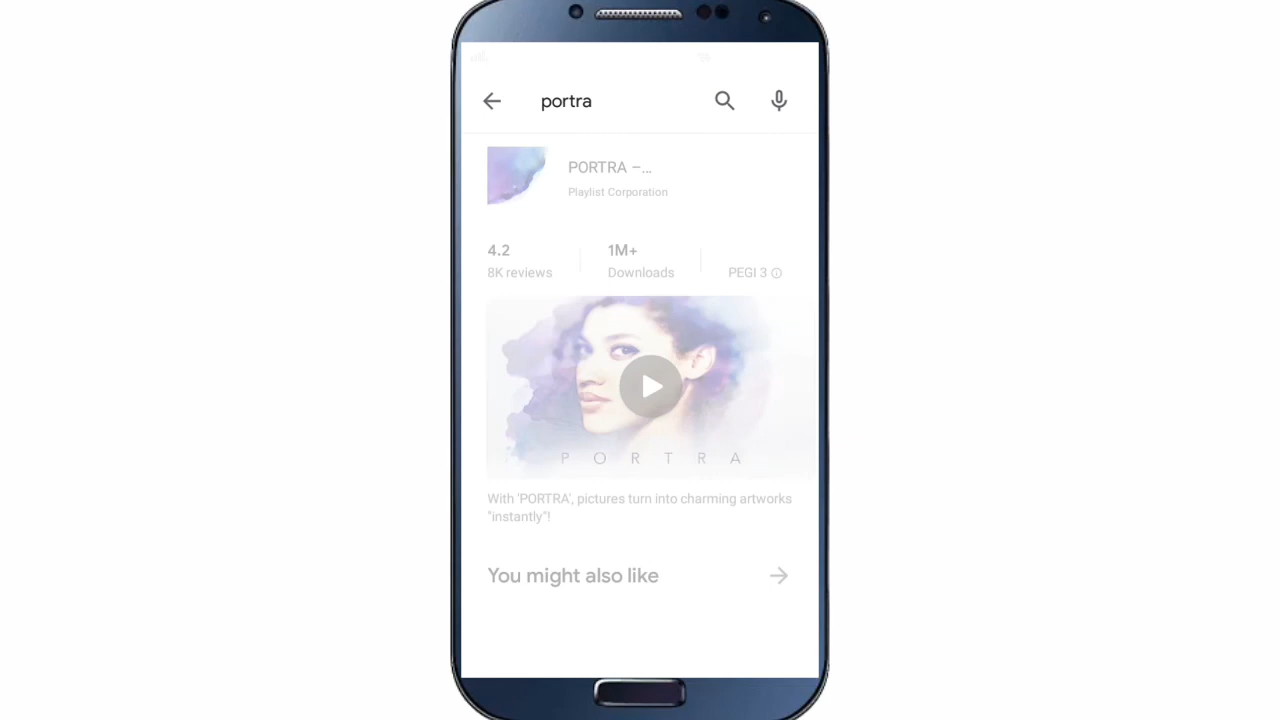 portra
PORTRA –...
Playlist Corporation
4.2
8K reviews
1M+
Downloads
PEGI 3
P O R T R A
With 'PORTRA', pictures turn into charming artworks
"instantly"!
You might also like